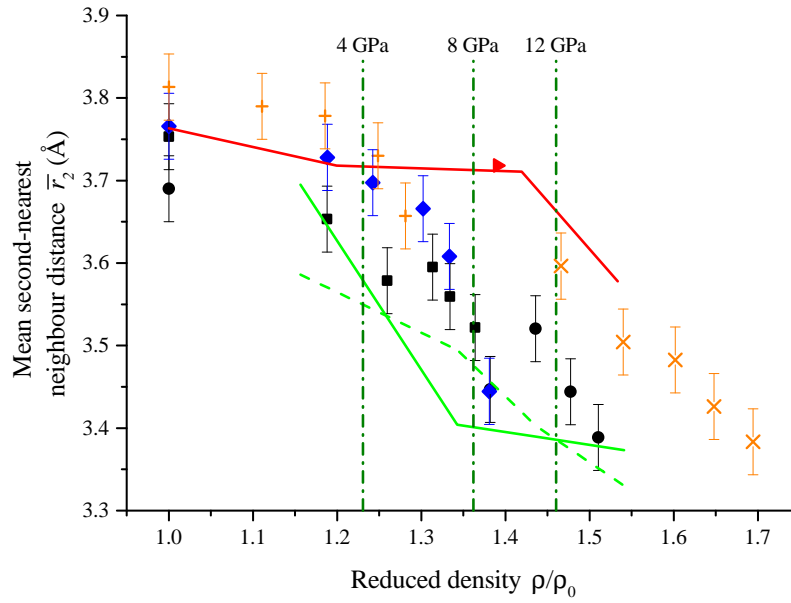 4 GPa 8 GPa 12 GPa
3.9
3.8
3.7
3.6
3.5
3.4
3.3
Mean second-nearest
neighbour distance r̅₂ (Å)
1.0 1.1 1.2 1.3 1.4 1.5 1.6 1.7
Reduced density ρ/ρ₀